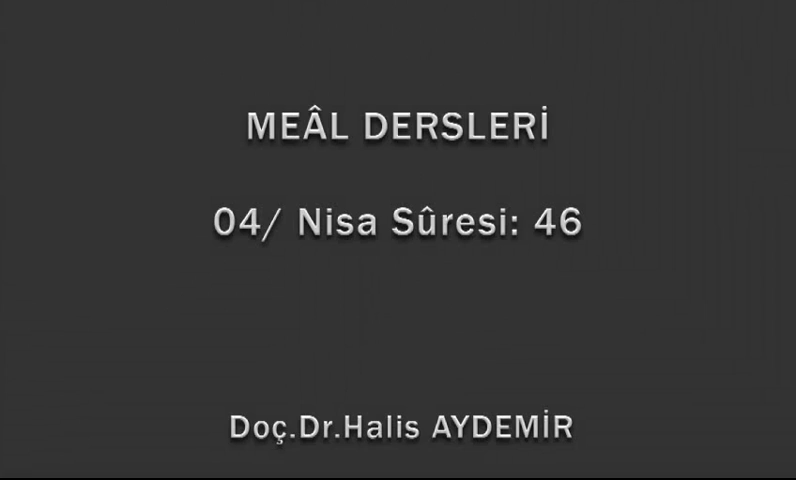 MEÂL DERSLERİ
04/ Nisa Sûresi: 46
Doç.Dr.Halis AYDEMİR